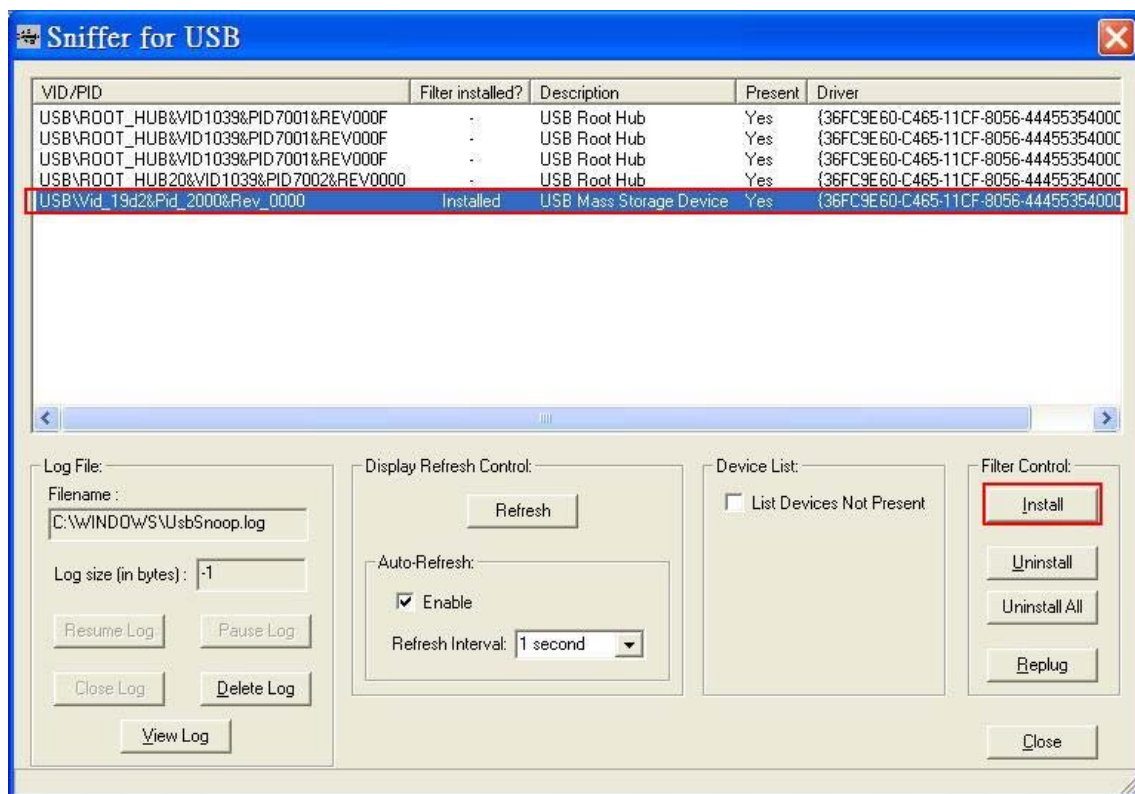 Sniffer for USB
VID/PID Filter installed? Description Present Driver
USB\ROOT_HUB&VID1039&PID7001&REV000F - USB Root Hub Yes {36FC9E60-C465-11CF-8056-44455354000
USB\ROOT_HUB&VID1039&PID7001&REV000F - USB Root Hub Yes {36FC9E60-C465-11CF-8056-44455354000
USB\ROOT_HUB&VID1039&PID7001&REV000F - USB Root Hub Yes {36FC9E60-C465-11CF-8056-44455354000
USB\ROOT_HUB20&VID1039&PID7002&REV0000 - USB Root Hub Yes {36FC9E60-C465-11CF-8056-44455354000
USB\Vid_19d2&Pid_2000&Rev_0000 Installed USB Mass Storage Device Yes {36FC9E60-C465-11CF-8056-44455354000
Log File:
Filename :
C:\WINDOWS\UsbSnoop.log
Log size (in bytes) : -1
Resume Log Pause Log
Close Log Delete Log
View Log
Display Refresh Control:
Refresh
Auto-Refresh:
Enable
Refresh Interval: 1 second
Device List:
List Devices Not Present
Filter Control:
Install
Uninstall
Uninstall All
Replug
Close